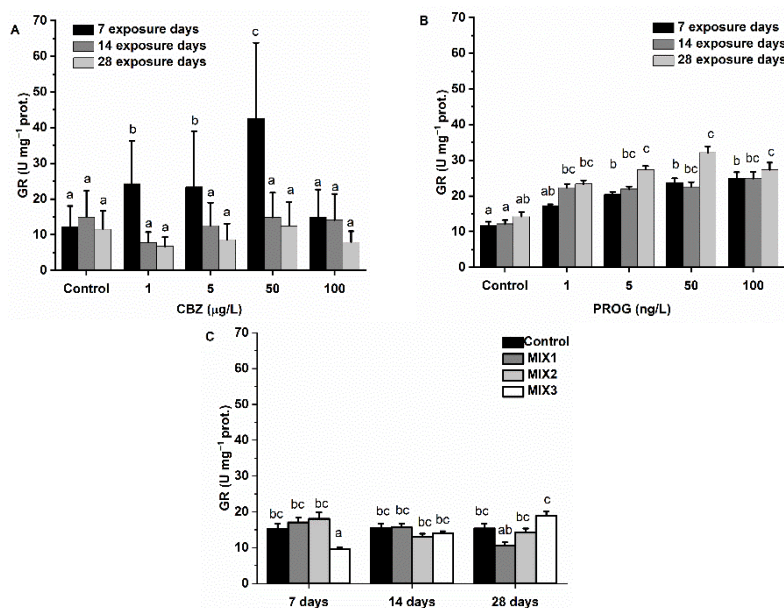 A
7 exposure days
14 exposure days
28 exposure days
GR (U mg⁻¹ prot.)
70
60
50
40
30
20
10
0
a a a
b a a
b a a
c a a
a a a
Control 1 5 50 100
CBZ (µg/L)
B
7 exposure days
14 exposure days
28 exposure days
GR (U mg⁻¹ prot.)
70
60
50
40
30
20
10
0
a a ab
ab bc bc
b bc c
b bc c
b bc c
Control 1 5 50 100
PROG (ng/L)
C
Control
MIX1
MIX2
MIX3
GR (U mg⁻¹ prot.)
70
60
50
40
30
20
10
0
bc bc bc a
bc bc bc bc
bc ab bc c
7 days 14 days 28 days